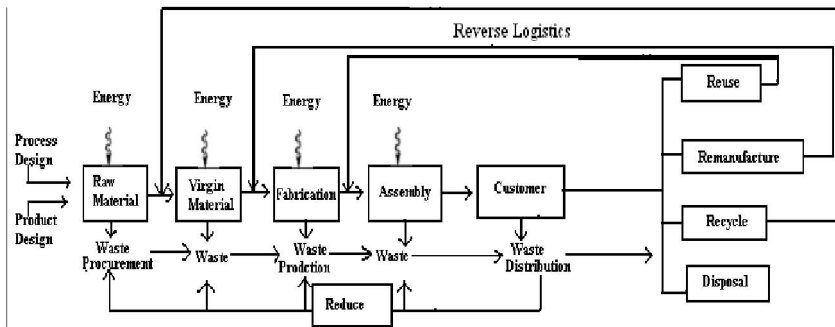 Reverse Logistics
Energy
Energy
Energy
Energy
Reuse
Process
Design
Remanufacture
Raw
Material
Virgin
Material
Fabrication
Assembly
Customer
Product
Design
Recycle
Waste
Procurement
Waste
Waste
Prodction
Waste
Waste
Distribution
Disposal
Reduce